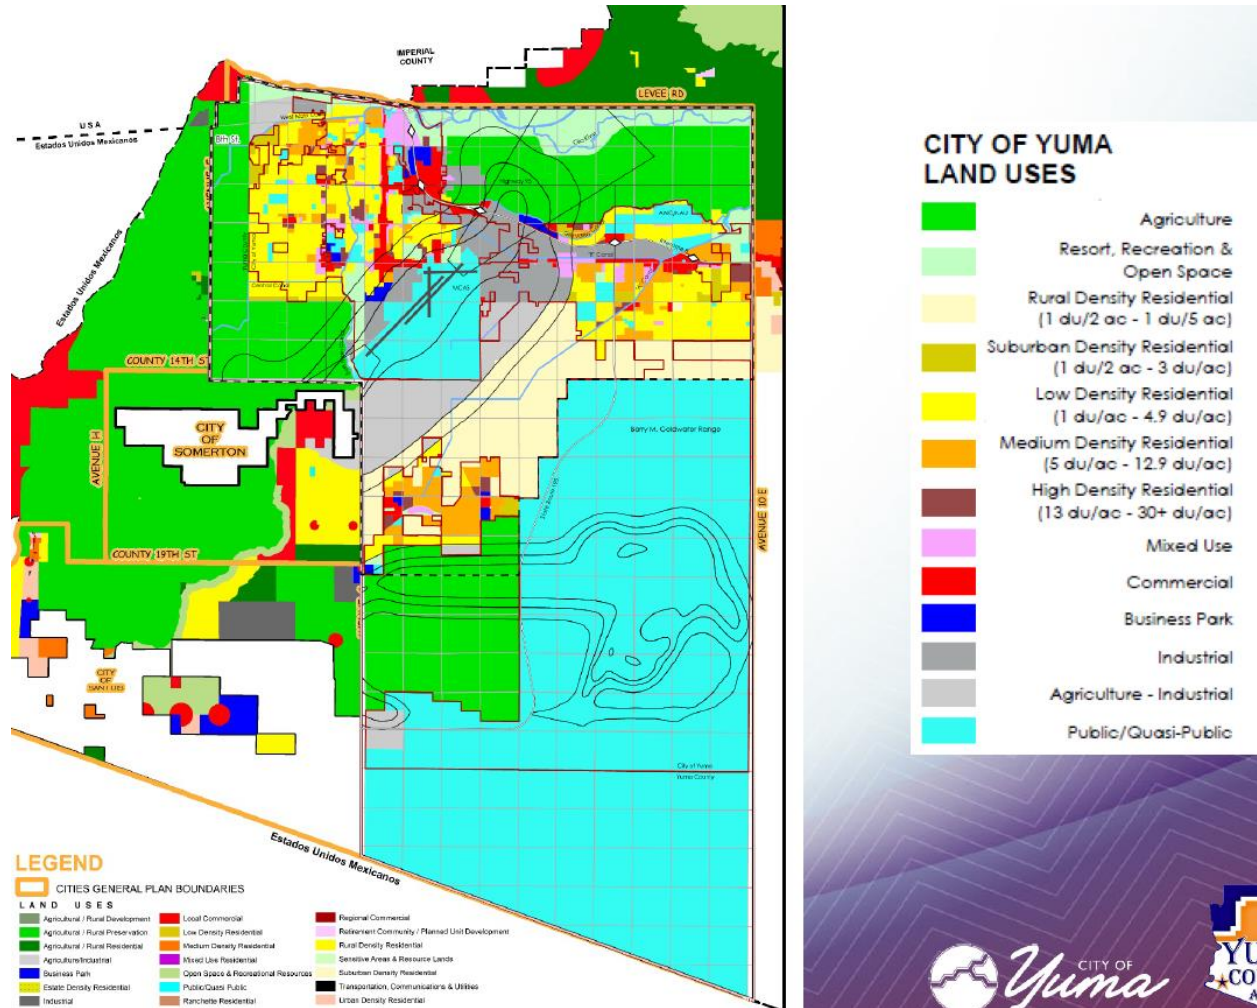 IMPERIAL
COUNTY
LEVEE RD
USA
Estados Unidos Mexicanos
8th St.
Estados Unidos Mexicanos
MCAS
COUNTY 14TH ST
CITY
OF
SOMERTON
AVENUE H
Barry M. Goldwater Range
AVENUE 10 E
COUNTY 19TH ST
CITY
OF
SAN LUIS
City of Yuma
Yuma County
Estados Unidos Mexicanos
LEGEND
CITIES GENERAL PLAN BOUNDARIES
LAND USES
Agricultural / Rural Development
Agricultural / Rural Preservation
Agricultural / Rural Residential
Agriculture/Industrial
Business Park
Estate Density Residential
Industrial
Local Commercial
Low Density Residential
Medium Density Residential
Mixed Use Residential
Open Space & Recreational Resources
Public/Quasi Public
Ranchette Residential
Regional Commercial
Retirement Community / Planned Unit Development
Rural Density Residential
Sensitive Areas & Resource Lands
Suburban Density Residential
Transportation, Communications & Utilities
Urban Density Residential
CITY OF YUMA
LAND USES
Agriculture
Resort, Recreation &
Open Space
Rural Density Residential
(1 du/2 ac - 1 du/5 ac)
Suburban Density Residential
(1 du/2 ac - 3 du/ac)
Low Density Residential
(1 du/ac - 4.9 du/ac)
Medium Density Residential
(5 du/ac - 12.9 du/ac)
High Density Residential
(13 du/ac - 30+ du/ac)
Mixed Use
Commercial
Business Park
Industrial
Agriculture - Industrial
Public/Quasi-Public
CITY OF
Yuma
YU
CO